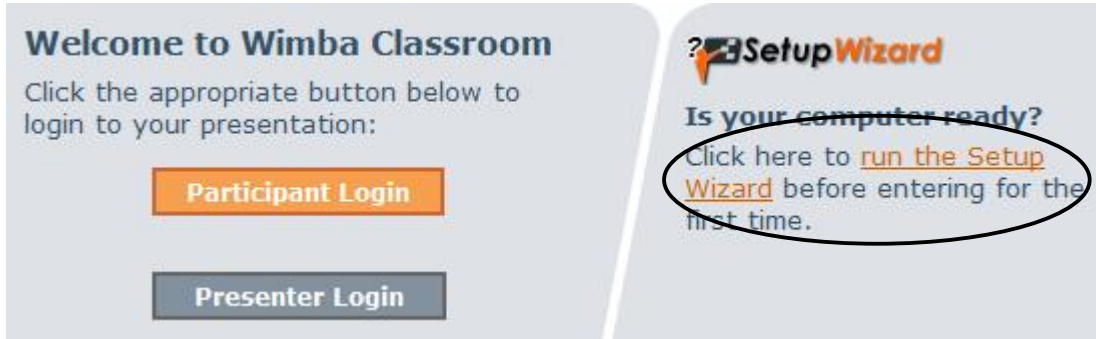 Welcome to Wimba Classroom
Click the appropriate button below to
login to your presentation:
Participant Login
Presenter Login
?SetupWizard
Is your computer ready?
Click here to run the Setup
Wizard before entering for the
first time.